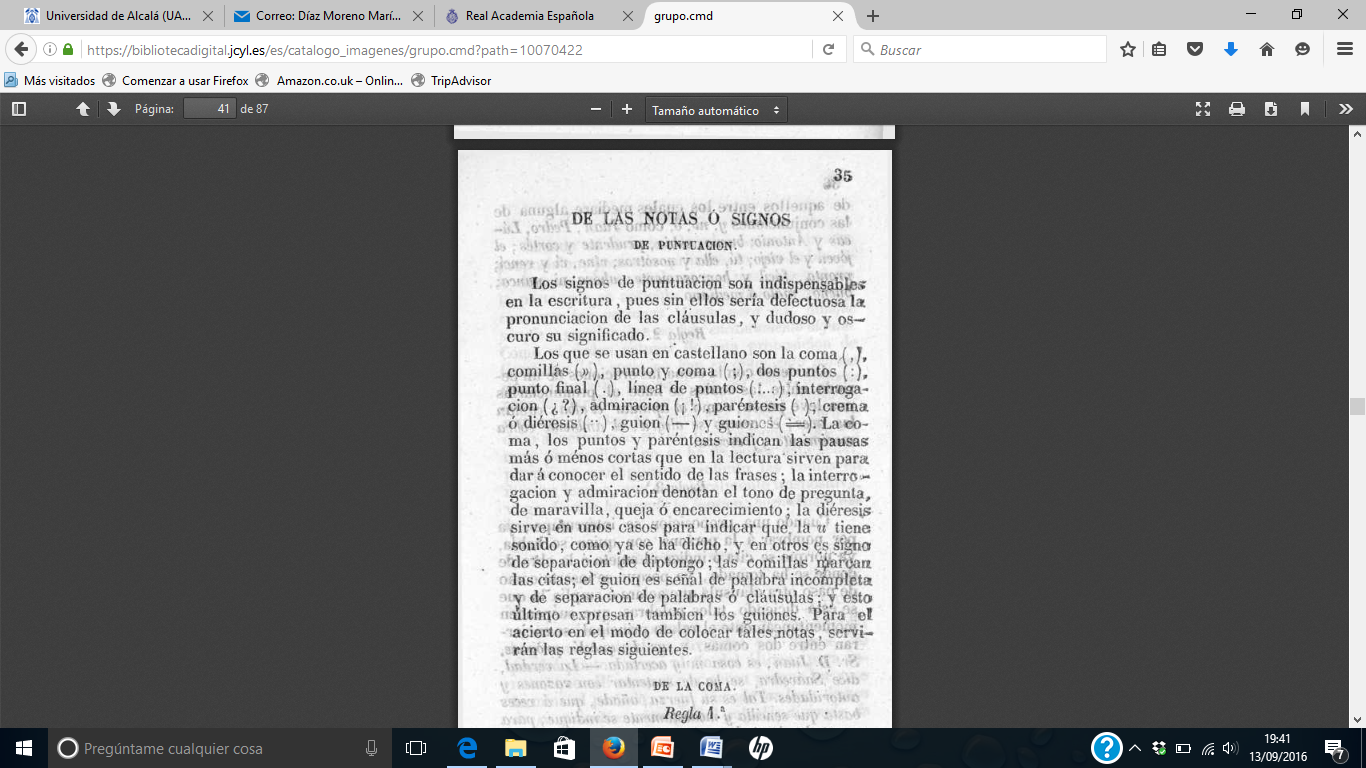 Universidad de Alcalá (UA...
Correo: Díaz Moreno Marí...
Real Academia Española
grupo.cmd
https://bibliotecadigital.jcyl.es/es/catalogo_imagenes/grupo.cmd?path=10070422
Buscar
Más visitados
Comenzar a usar Firefox
Amazon.co.uk – Onlin...
TripAdvisor
Página: 41 de 87
Tamaño automático
35
DE LAS NOTAS Ó SIGNOS
DE PUNTUACION.
Los signos de puntuacion son indispensables
en la escritura, pues sin ellos sería defectuosa la
pronunciacion de las cláusulas, y dudoso y os-
curo su significado.
Los que se usan en castellano son la coma (,),
comillas (»), punto y coma (;), dos puntos (:),
punto final (.), línea de puntos (.....), interroga-
cion (¿?), admiracion (¡!), paréntesis ( ), crema
ó diéresis (··), guion (—) y guiones (=). La co-
ma, los puntos y paréntesis indican las pausas
más ó ménos cortas que en la lectura sirven para
dar á conocer el sentido de las frases; la interro-
gacion y admiracion denotan el tono de pregunta,
de maravilla, queja ó encarecimiento; la diéresis
sirve en unos casos para indicar que la u tiene
sonido, como ya se ha dicho, y en otros es signo
de separacion de diptongo; las comillas marcan
las citas; el guion es señal de palabra incompleta
y de separacion de palabras ó cláusulas; y esto
último expresan tambien los guiones. Para el
acierto en el modo de colocar tales notas, servi-
rán las reglas siguientes.
DE LA COMA.
Regla 1.ª
Pregúntame cualquier cosa
19:41
13/09/2016
7